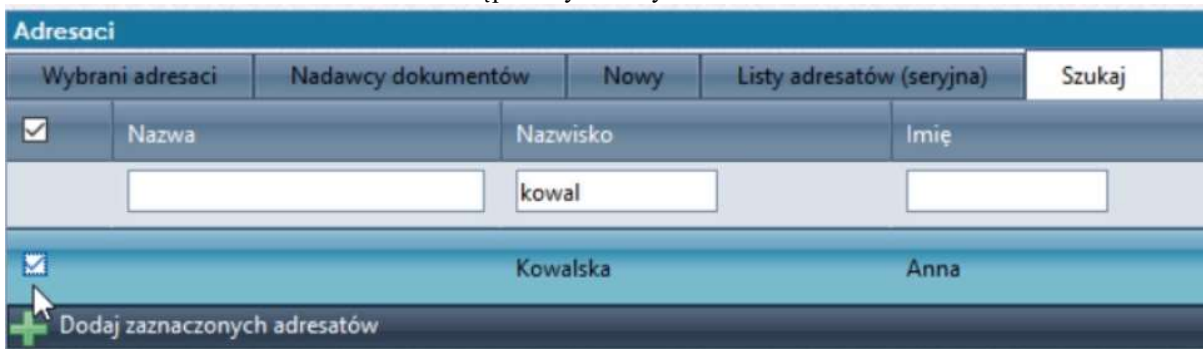 Adresaci
Wybrani adresaci Nadawcy dokumentów Nowy Listy adresatów (seryjna) Szukaj
Nazwa Nazwisko Imię
kowal
Kowalska Anna
Dodaj zaznaczonych adresatów